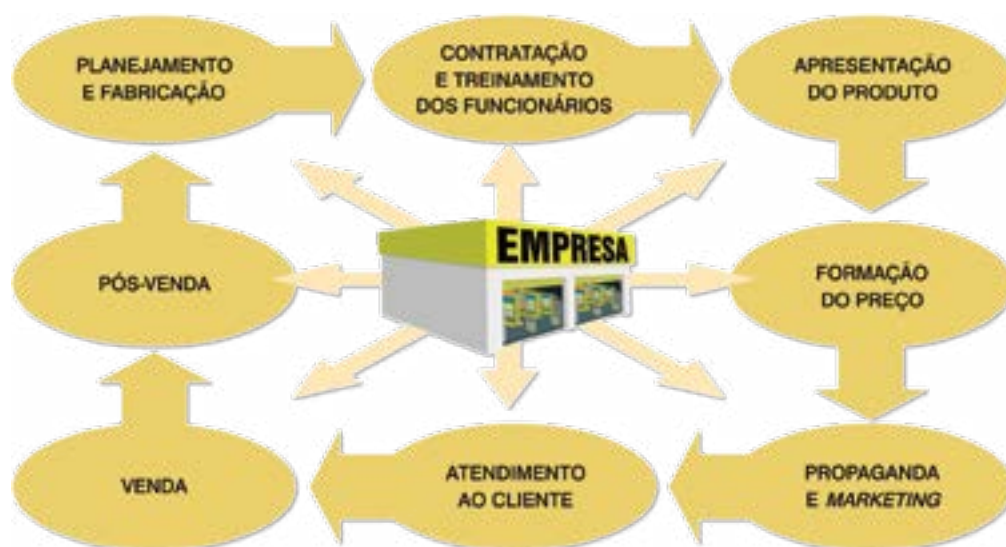 PLANEJAMENTO
E FABRICAÇÃO
CONTRATAÇÃO
E TREINAMENTO
DOS FUNCIONÁRIOS
APRESENTAÇÃO
DO PRODUTO
EMPRESA
PÓS-VENDA
FORMAÇÃO
DO PREÇO
VENDA
ATENDIMENTO
AO CLIENTE
PROPAGANDA
E MARKETING